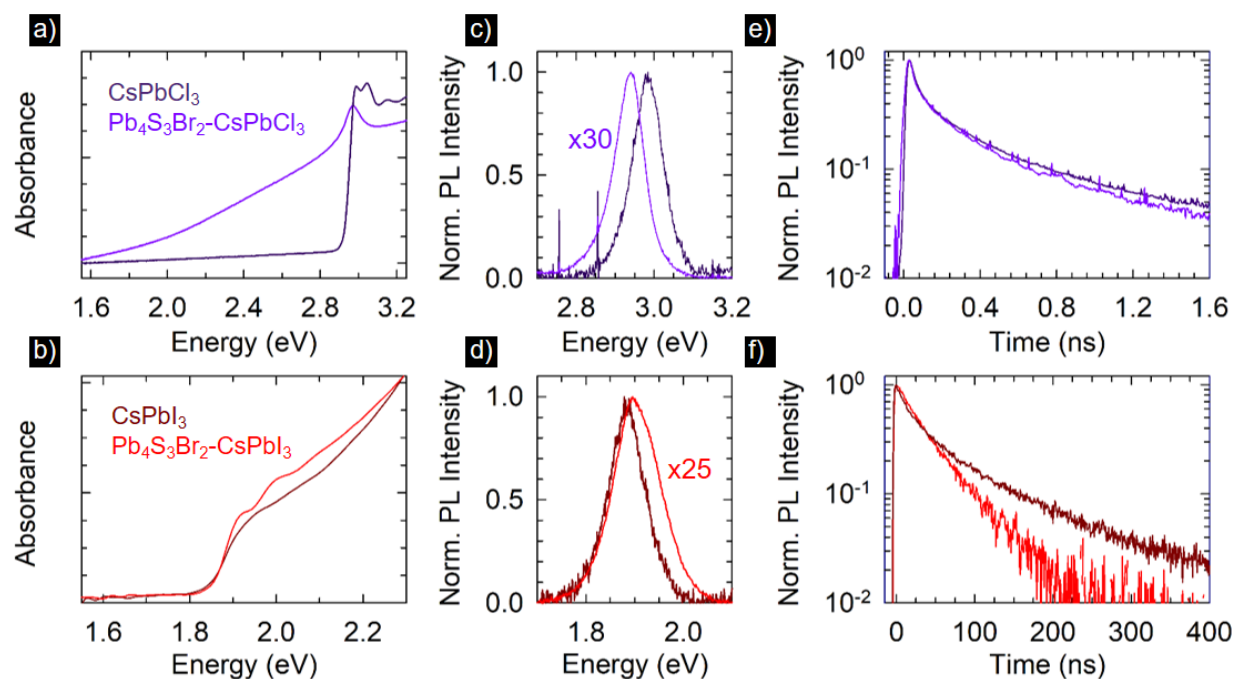 a)
CsPbCl₃
Pb₄S₃Br₂-CsPbCl₃
Absorbance
1.6 2.0 2.4 2.8 3.2
Energy (eV)
c)
x30
Norm. PL Intensity
1.0
0.5
0.0
2.8 3.0 3.2
Energy (eV)
e)
Norm. PL Intensity
10⁰
10⁻¹
10⁻²
0.0 0.4 0.8 1.2 1.6
Time (ns)
b)
CsPbI₃
Pb₄S₃Br₂-CsPbI₃
Absorbance
1.6 1.8 2.0 2.2
Energy (eV)
d)
x25
Norm. PL Intensity
1.0
0.5
0.0
1.8 2.0
Energy (eV)
f)
Norm. PL Intensity
10⁰
10⁻¹
10⁻²
0 100 200 300 400
Time (ns)